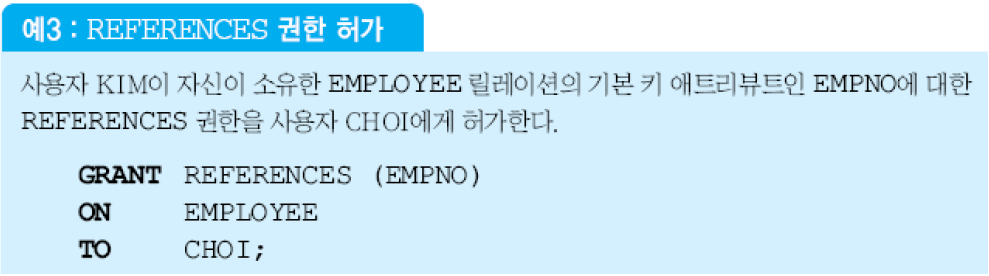 예3 : REFERENCES 권한 허가
사용자 KIM이 자신이 소유한 EMPLOYEE 릴레이션의 기본 키 애트리뷰트인 EMPNO에 대한
REFERENCES 권한을 사용자 CHOI에게 허가한다.
GRANT REFERENCES (EMPNO)
ON EMPLOYEE
TO CHOI;